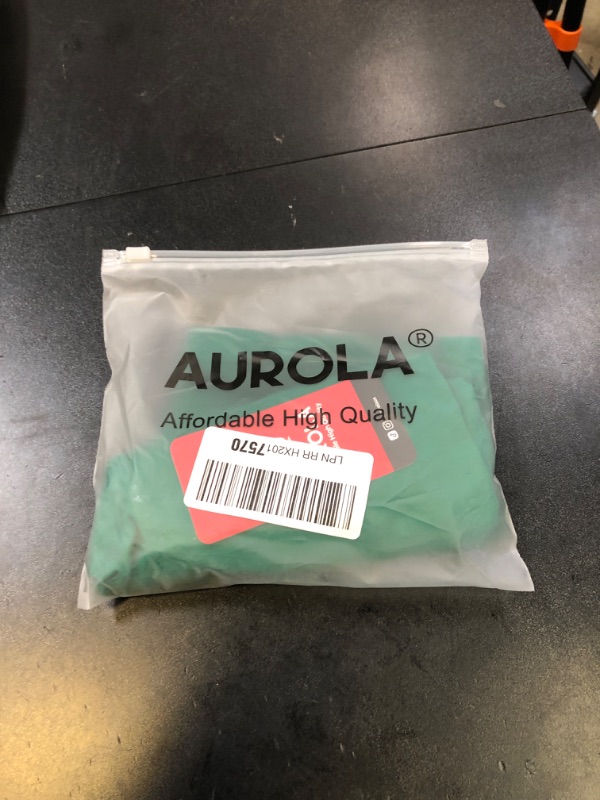 AUROLA®
Affordable High Quality
LPN RR HX2017570